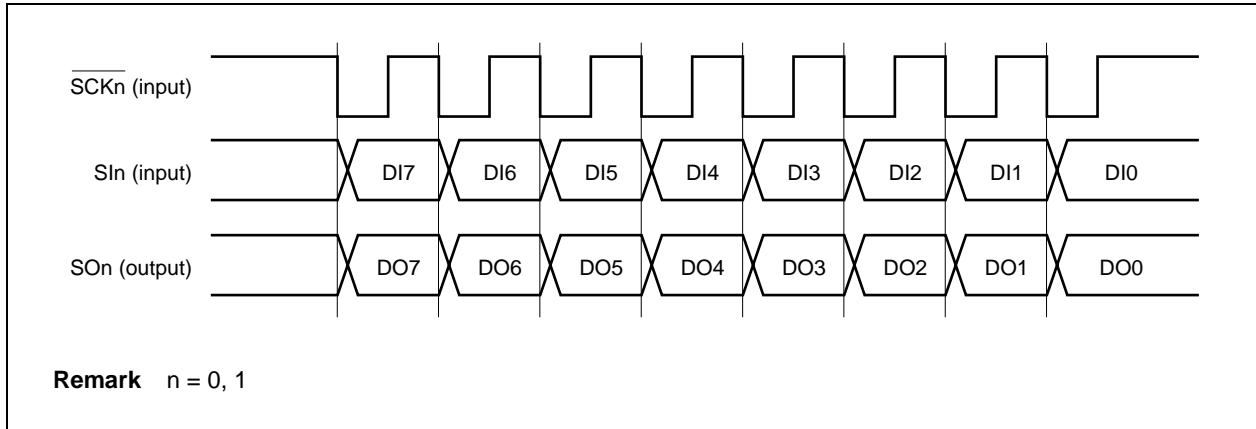 SCKn (input)
SIn (input) DI7 DI6 DI5 DI4 DI3 DI2 DI1 DI0
SOn (output) DO7 DO6 DO5 DO4 DO3 DO2 DO1 DO0
Remark n = 0, 1